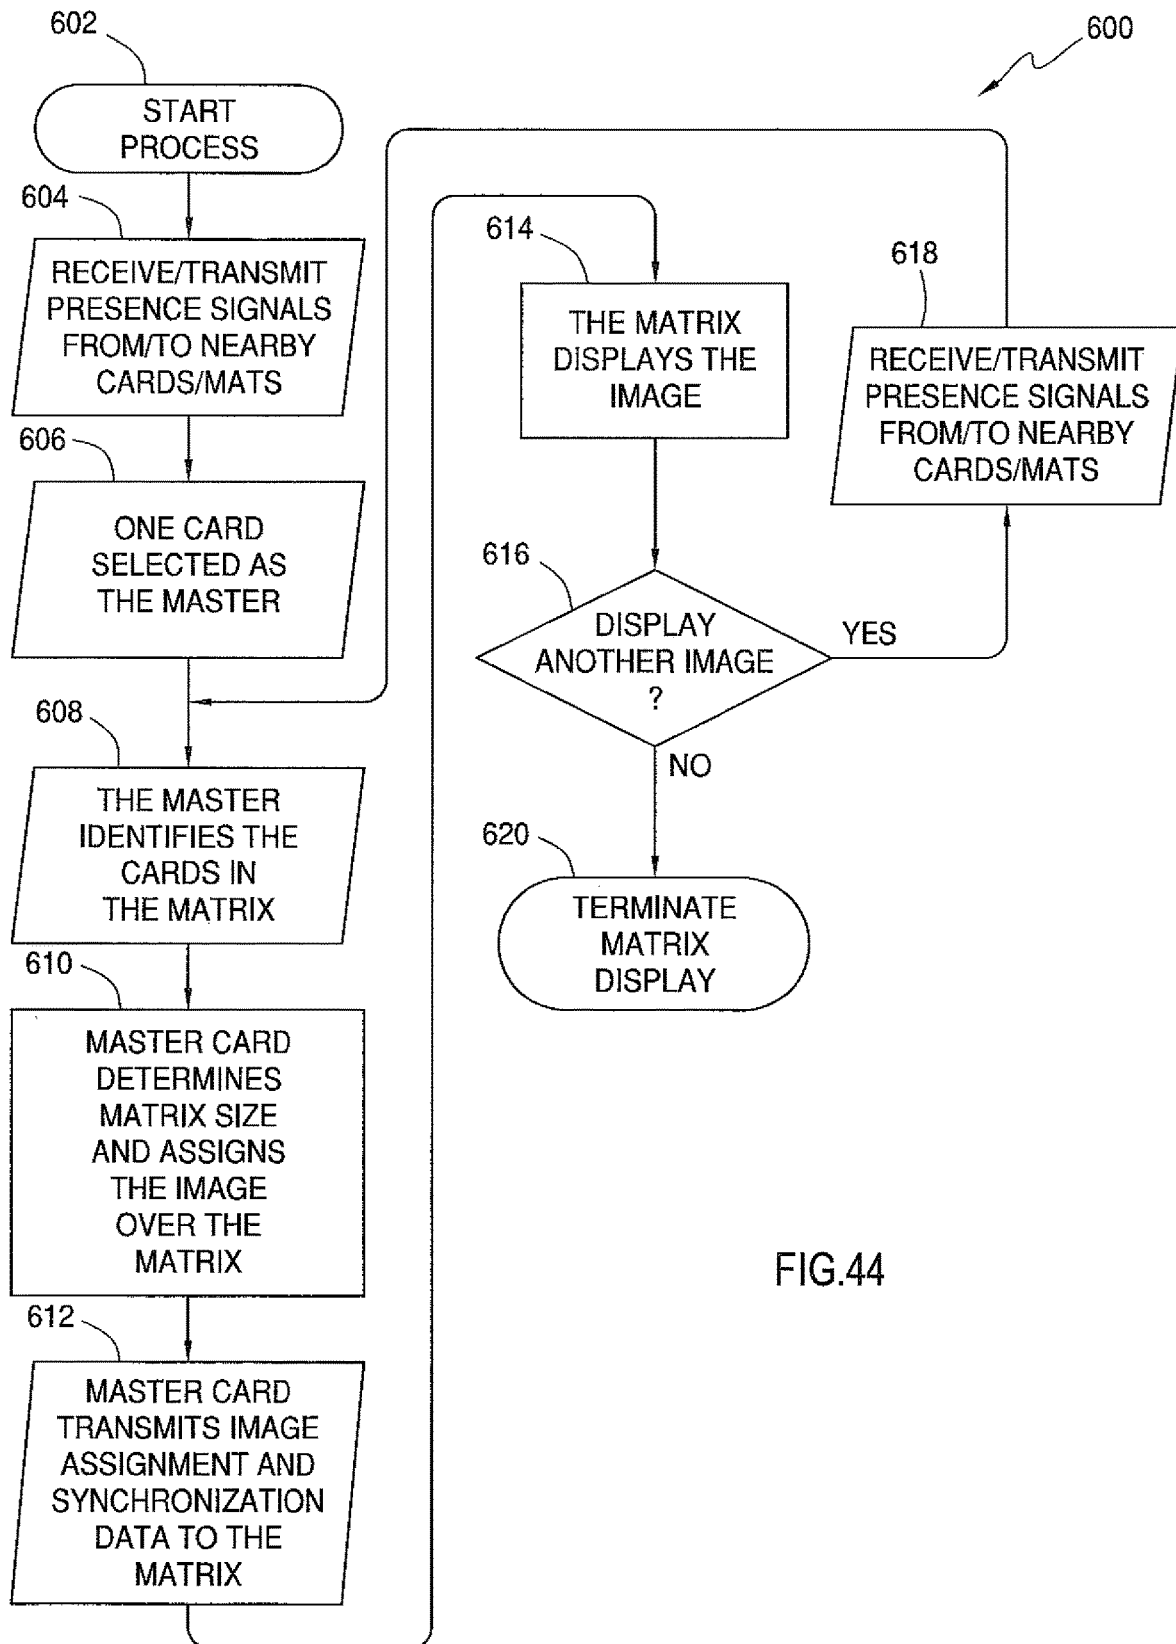 602
START
PROCESS
604
RECEIVE/TRANSMIT
PRESENCE SIGNALS
FROM/TO NEARBY
CARDS/MATS
606
ONE CARD
SELECTED AS
THE MASTER
608
THE MASTER
IDENTIFIES THE
CARDS IN
THE MATRIX
610
MASTER CARD
DETERMINES
MATRIX SIZE
AND ASSIGNS
THE IMAGE
OVER THE
MATRIX
612
MASTER CARD
TRANSMITS IMAGE
ASSIGNMENT AND
SYNCHRONIZATION
DATA TO THE
MATRIX
614
THE MATRIX
DISPLAYS THE
IMAGE
616
DISPLAY
ANOTHER IMAGE
?
YES
NO
618
RECEIVE/TRANSMIT
PRESENCE SIGNALS
FROM/TO NEARBY
CARDS/MATS
620
TERMINATE
MATRIX
DISPLAY
600
FIG.44